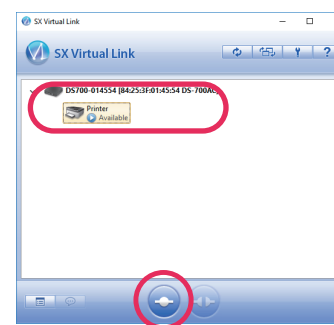 SX Virtual Link
SX Virtual Link
?
DS700-014554 [84:25:3F:01:45:54 DS-700AC]
Printer
Available